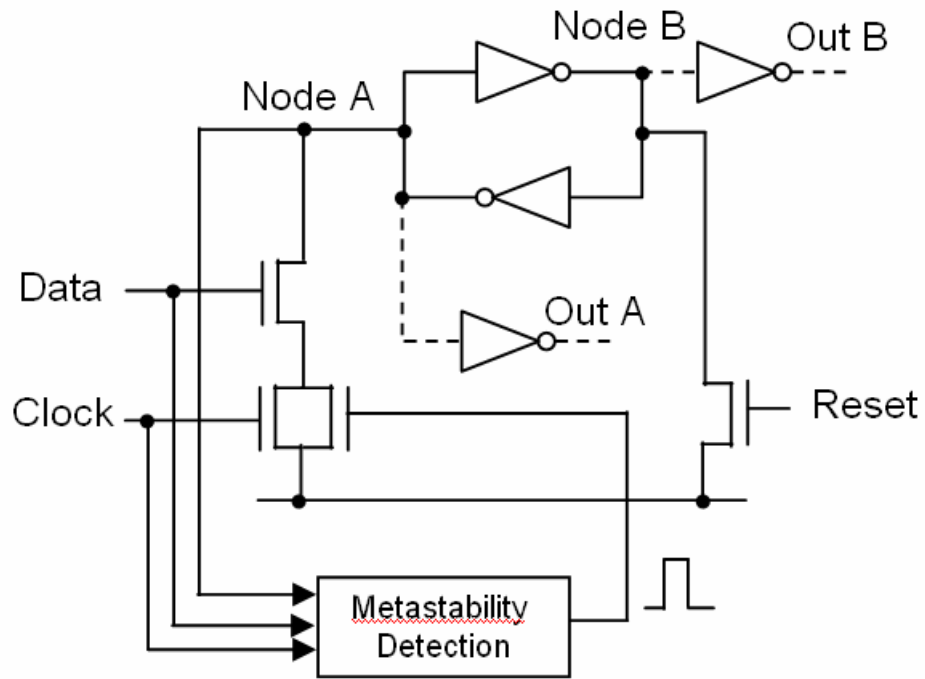 Node B
Out B
Node A
Data
Out A
Clock
Reset
Metastability
Detection